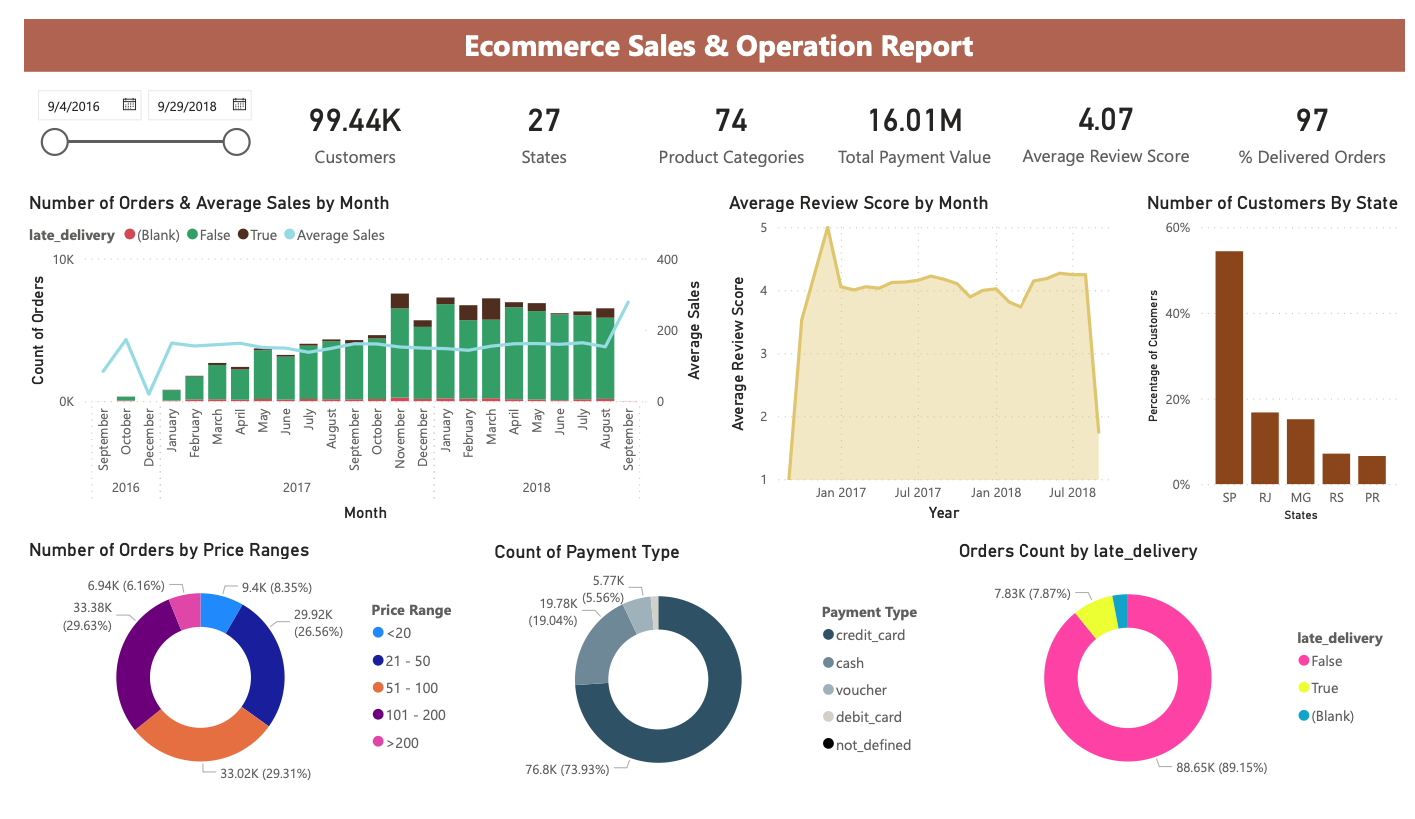 Ecommerce Sales & Operation Report
9/4/2016
9/29/2018
99.44K
Customers
27
States
74
Product Categories
16.01M
Total Payment Value
4.07
Average Review Score
97
% Delivered Orders
Number of Orders & Average Sales by Month
late_delivery (Blank) False True Average Sales
Count of Orders
10K
0K
400
200
0
Average Sales
September
October
December
January
February
March
April
May
June
July
August
September
October
November
December
January
February
March
April
May
June
July
August
September
2016
2017
2018
Month
Average Review Score by Month
Average Review Score
5
4
3
2
1
Jan 2017
Jul 2017
Jan 2018
Jul 2018
Year
Number of Customers By State
Percentage of Customers
60%
40%
20%
0%
SP
RJ
MG
RS
PR
States
Number of Orders by Price Ranges
6.94K (6.16%)
9.4K (8.35%)
33.38K
(29.63%)
29.92K
(26.56%)
33.02K (29.31%)
Price Range
<20
21 - 50
51 - 100
101 - 200
>200
Count of Payment Type
5.77K
(5.56%)
19.78K
(19.04%)
76.8K (73.93%)
Payment Type
credit_card
cash
voucher
debit_card
not_defined
Orders Count by late_delivery
7.83K (7.87%)
88.65K (89.15%)
late_delivery
False
True
(Blank)